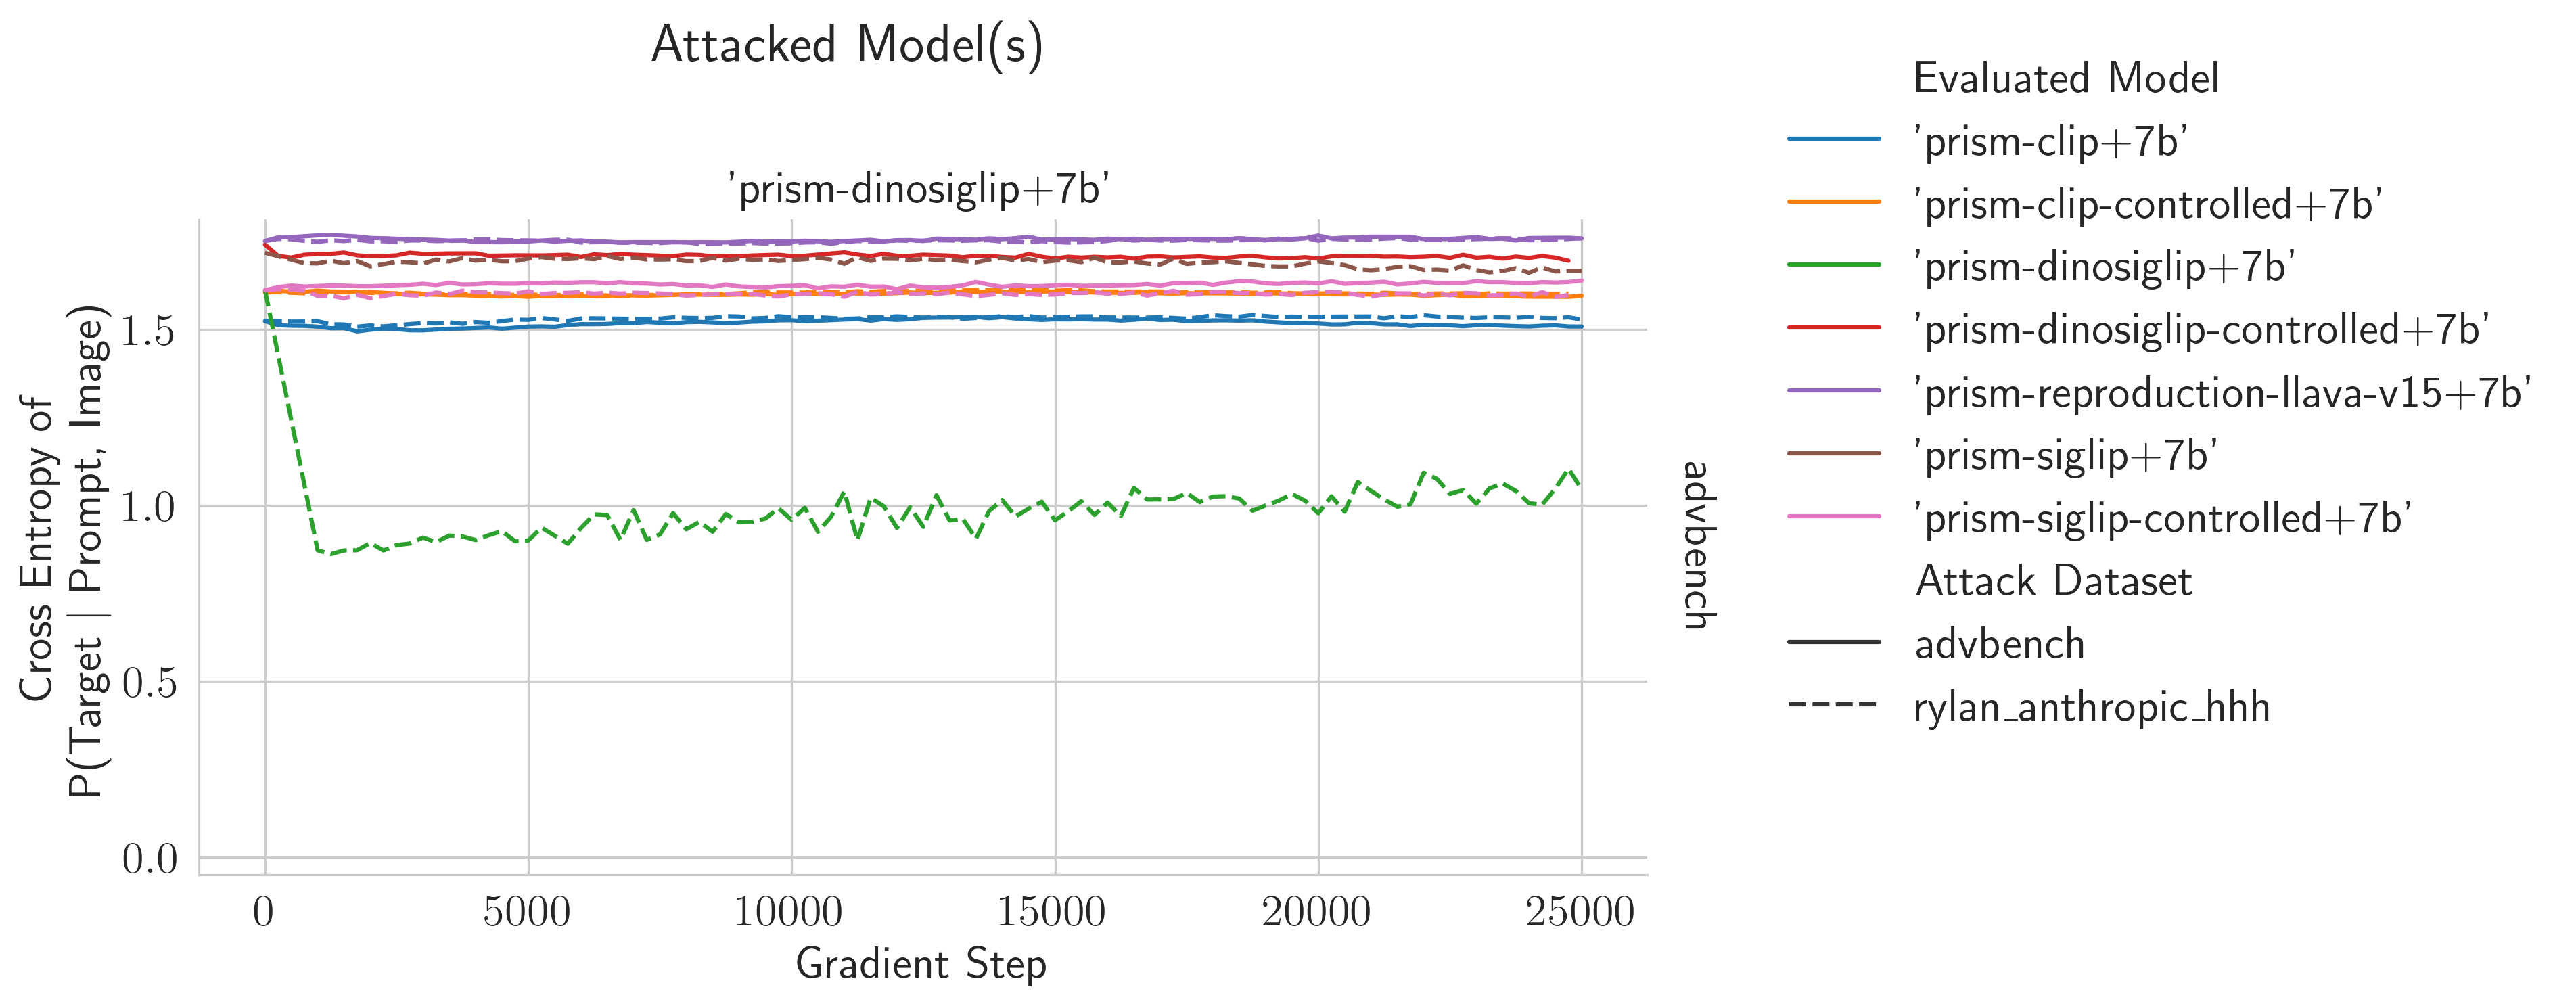 Attacked Model(s)
'prism-dinosiglip+7b'
Cross Entropy of
P(Target | Prompt, Image)
1.5
1.0
0.5
0.0
0
5000
10000
15000
20000
25000
Gradient Step
advbench
Evaluated Model
'prism-clip+7b'
'prism-clip-controlled+7b'
'prism-dinosiglip+7b'
'prism-dinosiglip-controlled+7b'
'prism-reproduction-llava-v15+7b'
'prism-siglip+7b'
'prism-siglip-controlled+7b'
Attack Dataset
advbench
rylan_anthropic_hhh